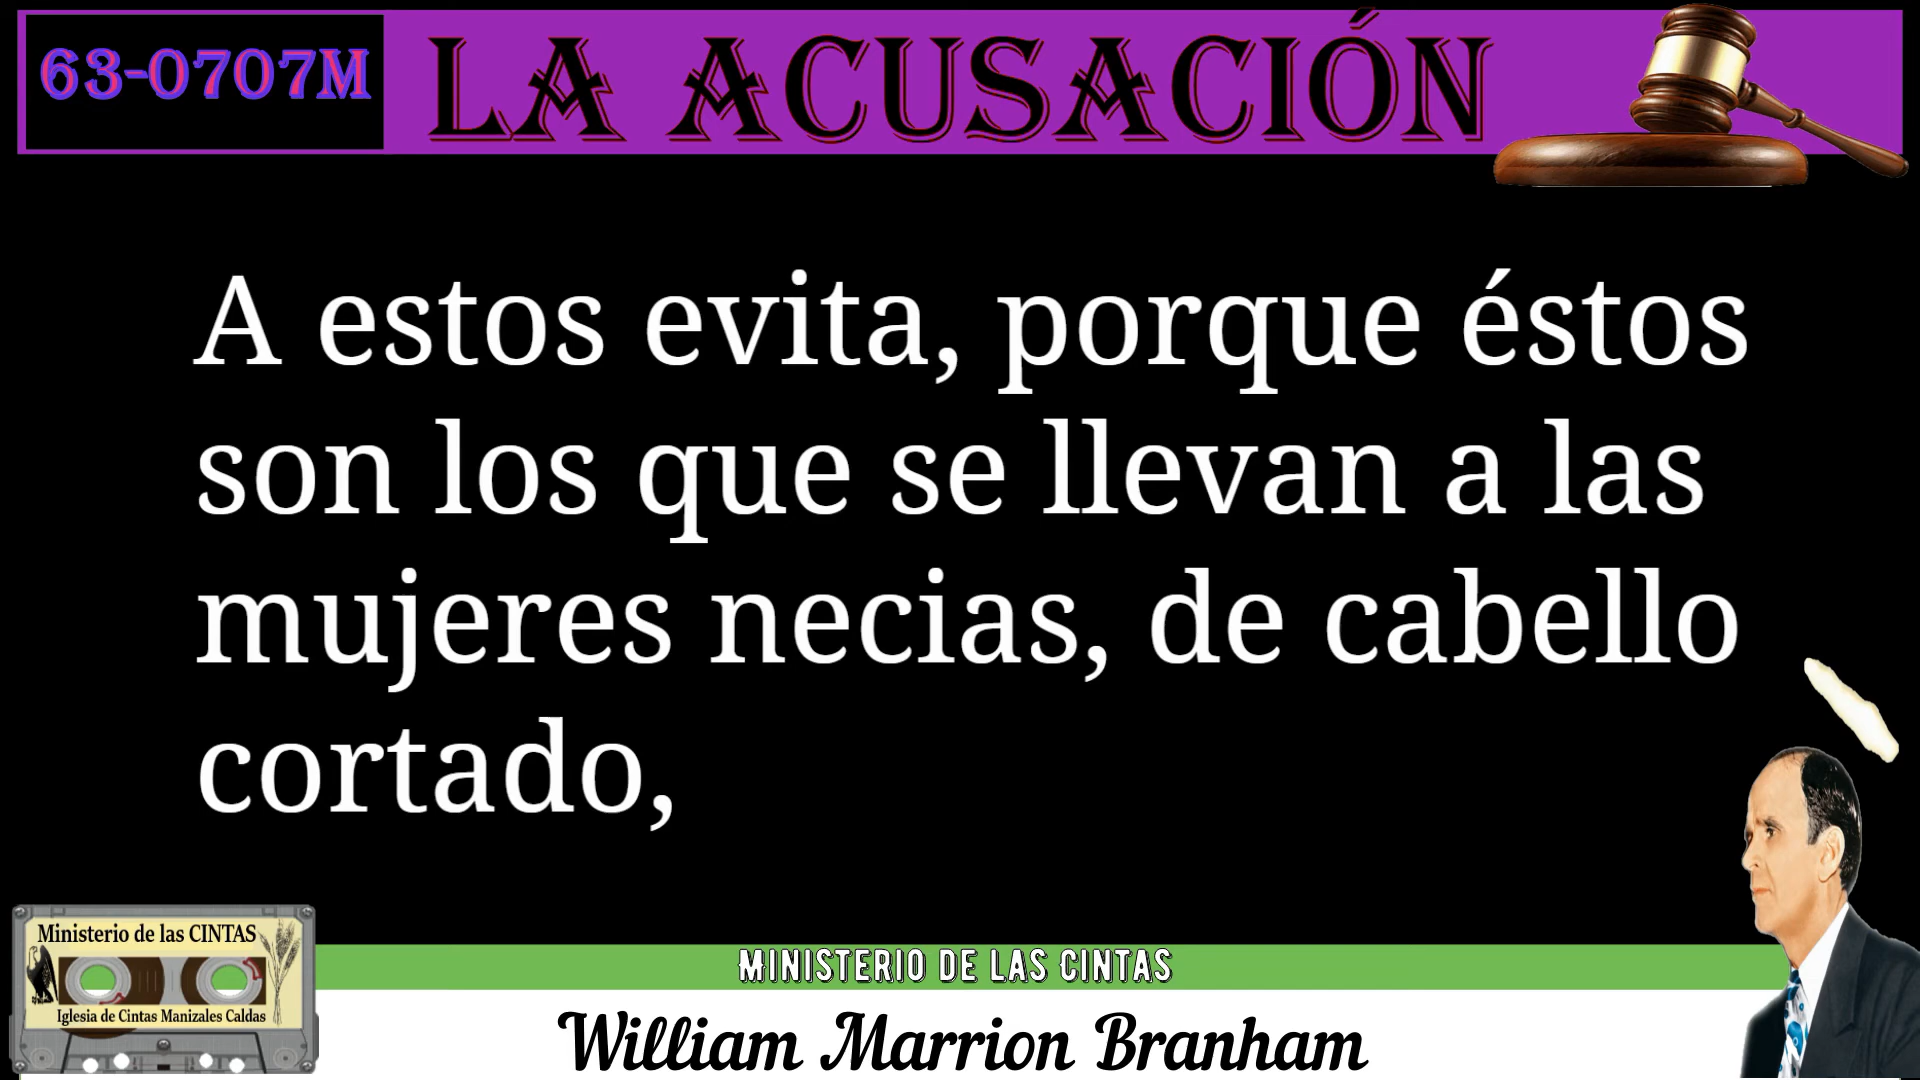 63-0707M
LA ACUSACIÓN
A estos evita, porque éstos
son los que se llevan a las
mujeres necias, de cabello
cortado,
Ministerio de las CINTAS
Iglesia de Cintas Manizales Caldas
MINISTERIO DE LAS CINTAS
William Marrion Branham